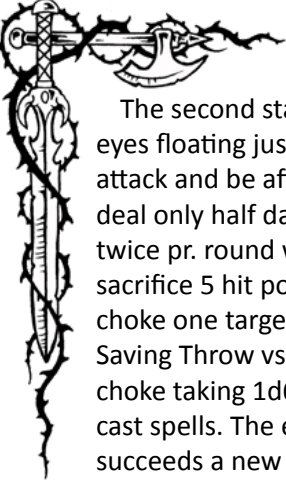 The second sta
eyes floating jus
attack and be af
deal only half da
twice pr. round
sacrifice 5 hit po
choke one targe
Saving Throw vs
choke taking 1d
cast spells. The
succeeds a new